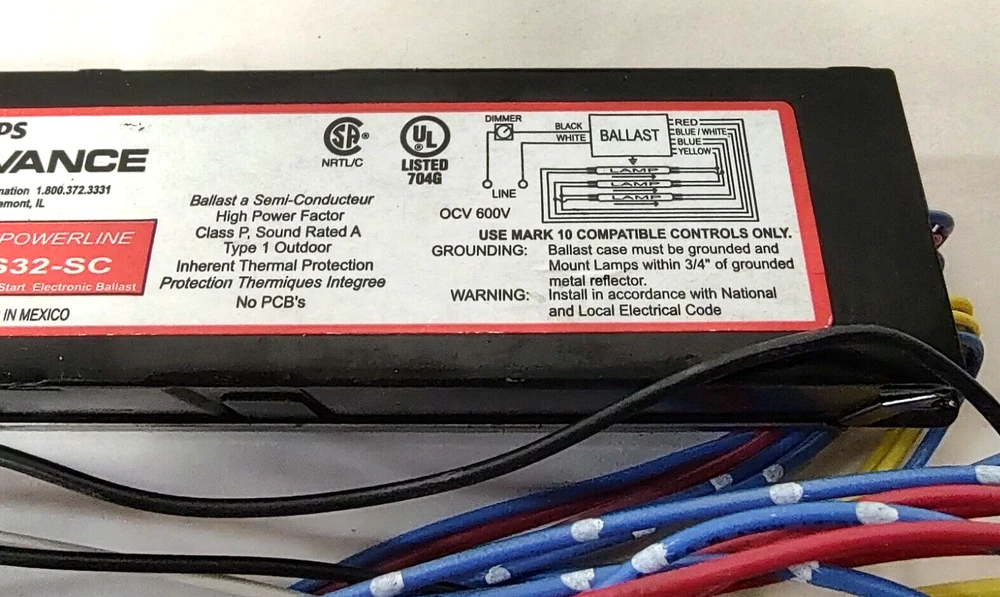 PS
VANCE
nation 1.800.372.3331
emont, IL
POWERLINE
S32-SC
Start Electronic Ballast
IN MEXICO
SA
NRTL/C
UL
LISTED
704G
Ballast a Semi-Conducteur
High Power Factor
Class P, Sound Rated A
Type 1 Outdoor
Inherent Thermal Protection
Protection Thermiques Integree
No PCB's
DIMMER
BLACK
WHITE
LINE
OCV 600V
BALLAST
RED
BLUE/WHITE
BLUE
YELLOW
LAMP
LAMP
LAMP
USE MARK 10 COMPATIBLE CONTROLS ONLY.
GROUNDING: Ballast case must be grounded and
Mount Lamps within 3/4" of grounded
metal reflector.
WARNING: Install in accordance with National
and Local Electrical Code